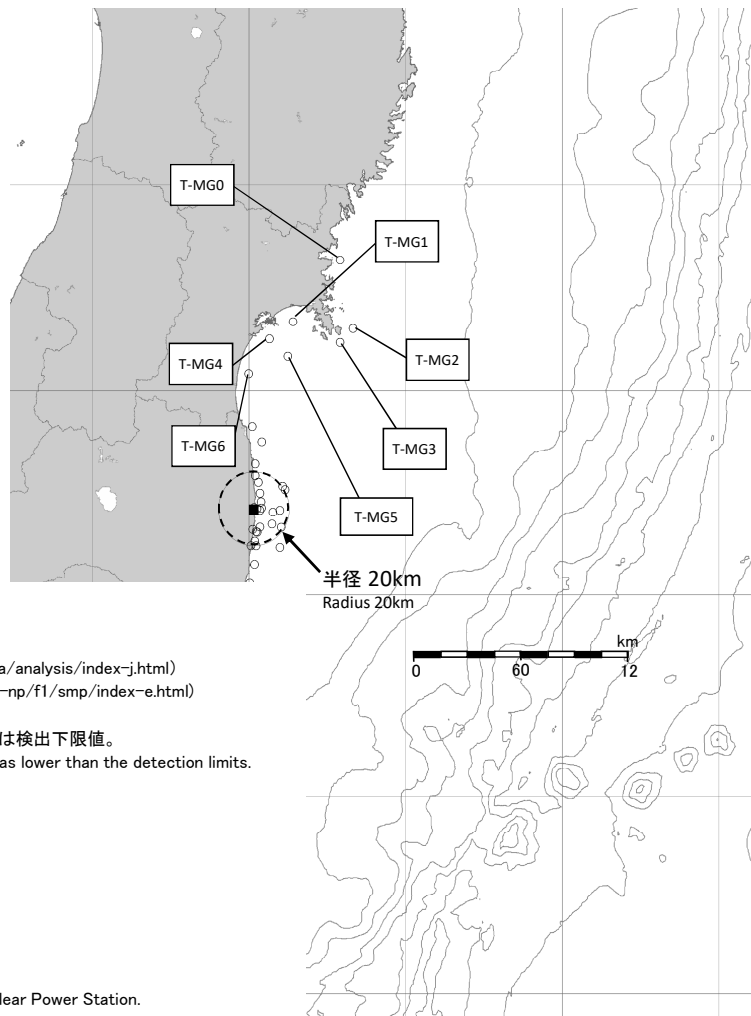 T-MG0
T-MG1
T-MG4
T-MG2
T-MG6
T-MG3
T-MG5
半径 20km
Radius 20km
km
0 60 12
a/analysis/index-j.html)
-np/f1/smp/index-e.html)
は検出下限値。
as lower than the detection limits.
lear Power Station.